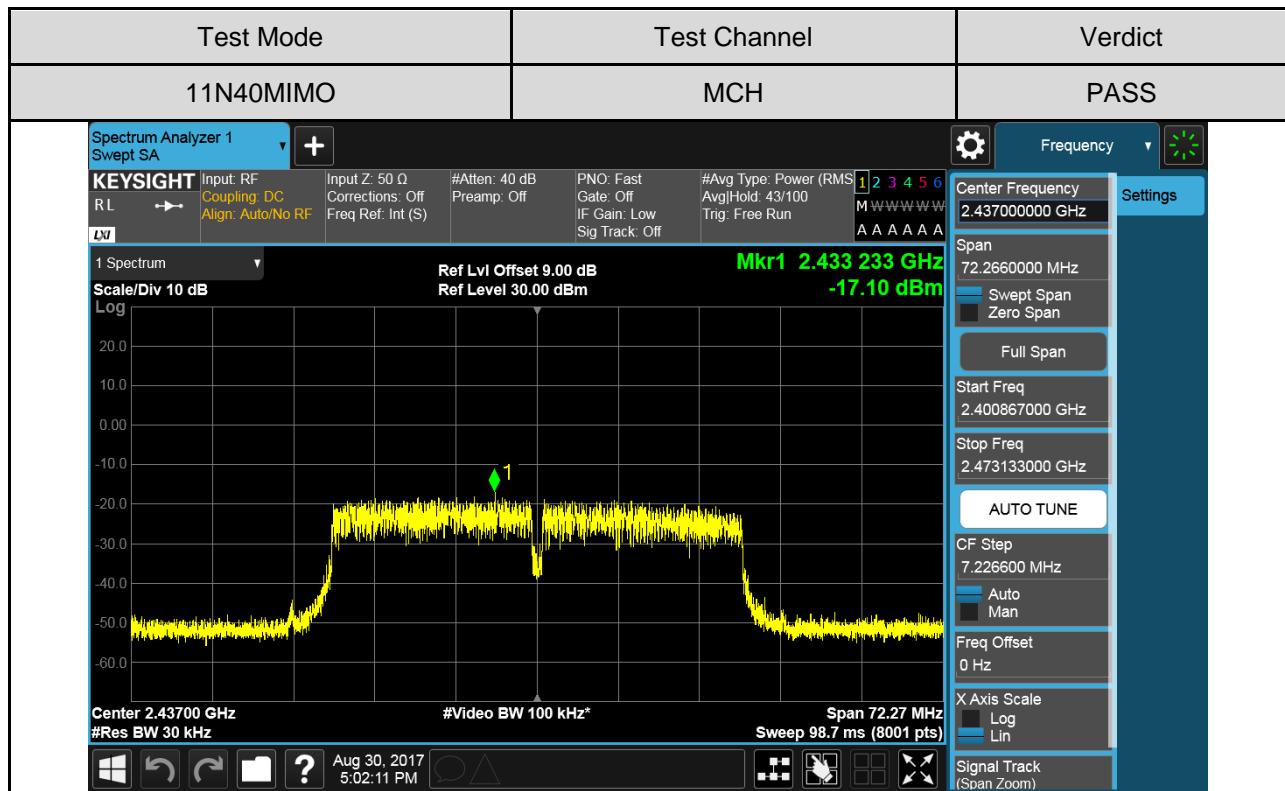 Test Mode Test Channel Verdict
11N40MIMO MCH PASS
Spectrum Analyzer 1
Swept SA
+
Frequency
KEYSIGHT
R L
LXI
Input: RF
Coupling: DC
Align: Auto/No RF
Input Z: 50 Ω
Corrections: Off
Freq Ref: Int (S)
#Atten: 40 dB
Preamp: Off
PNO: Fast
Gate: Off
IF Gain: Low
Sig Track: Off
#Avg Type: Power (RMS
Avg|Hold: 43/100
Trig: Free Run
1 2 3 4 5 6
M W W W W W
A A A A A A
1 Spectrum
Scale/Div 10 dB
Log
Ref Lvl Offset 9.00 dB
Ref Level 30.00 dBm
Mkr1 2.433 233 GHz
-17.10 dBm
20.0
10.0
0.00
-10.0
-20.0
-30.0
-40.0
-50.0
-60.0
1
Center 2.43700 GHz
#Res BW 30 kHz
#Video BW 100 kHz*
Span 72.27 MHz
Sweep 98.7 ms (8001 pts)
Center Frequency
2.437000000 GHz
Settings
Span
72.2660000 MHz
Swept Span
Zero Span
Full Span
Start Freq
2.400867000 GHz
Stop Freq
2.473133000 GHz
AUTO TUNE
CF Step
7.226600 MHz
Auto
Man
Freq Offset
0 Hz
X Axis Scale
Log
Lin
Signal Track
(Span Zoom)
?
Aug 30, 2017
5:02:11 PM